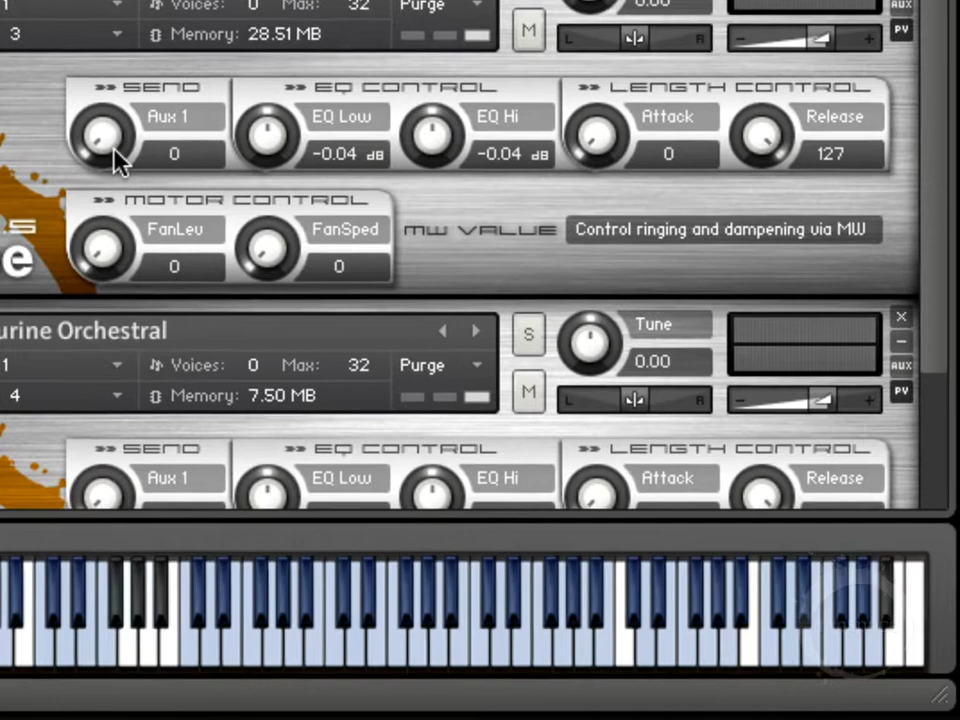 1 Voices: 0 Max: 32 Purge 0.00 AUX
3 Memory: 28.51 MB M L R - + PV
SEND EQ CONTROL LENGTH CONTROL
Aux 1 EQ Low EQ Hi Attack Release
0 -0.04 dB -0.04 dB 0 127
MOTOR CONTROL
FanLev FanSped MW VALUE Control ringing and dampening via MW
0 0
.5
e
urine Orchestral S Tune X
1 Voices: 0 Max: 32 Purge 0.00 AUX
4 Memory: 7.50 MB M L R - + PV
SEND EQ CONTROL LENGTH CONTROL
Aux 1 EQ Low EQ Hi Attack Release